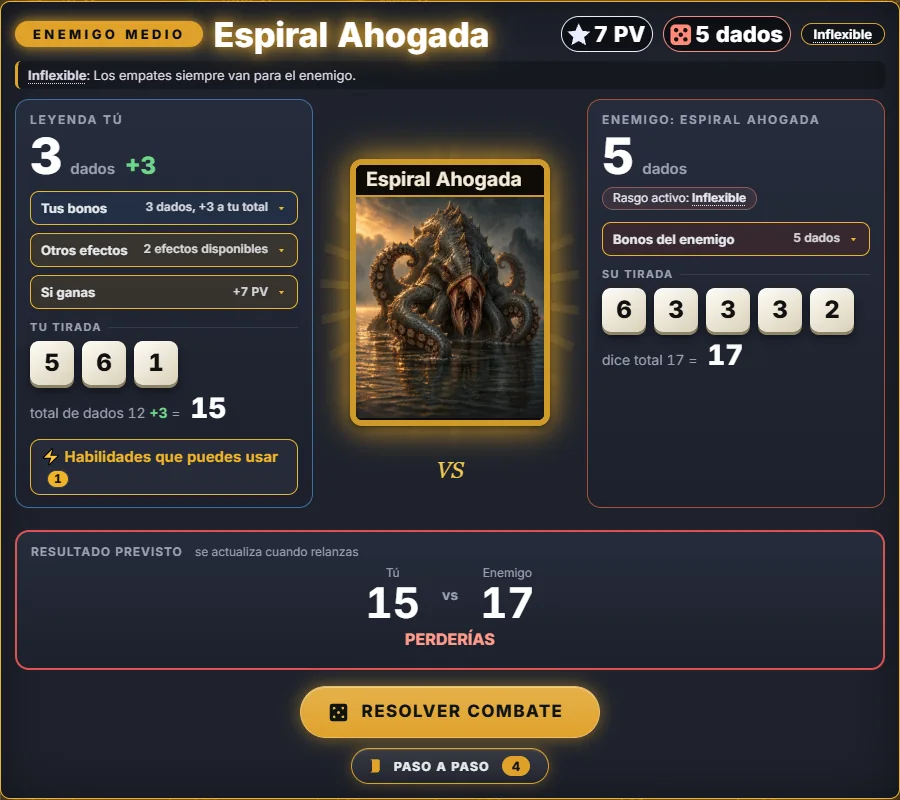 ENEMIGO MEDIO
Espiral Ahogada
7 PV
5 dados
Inflexible
Inflexible: Los empates siempre van para el enemigo.
LEYENDA TÚ
3 dados +3
Tus bonos 3 dados, +3 a tu total
Otros efectos 2 efectos disponibles
Si ganas +7 PV
TU TIRADA
5 6 1
total de dados 12 +3 = 15
Habilidades que puedes usar
1
Espiral Ahogada
VS
ENEMIGO: ESPIRAL AHOGADA
5 dados
Rasgo activo: Inflexible
Bonos del enemigo 5 dados
SU TIRADA
6 3 3 3 2
dice total 17 = 17
RESULTADO PREVISTO se actualiza cuando relanzas
Tú Enemigo
15 vs 17
PERDERÍAS
RESOLVER COMBATE
PASO A PASO 4